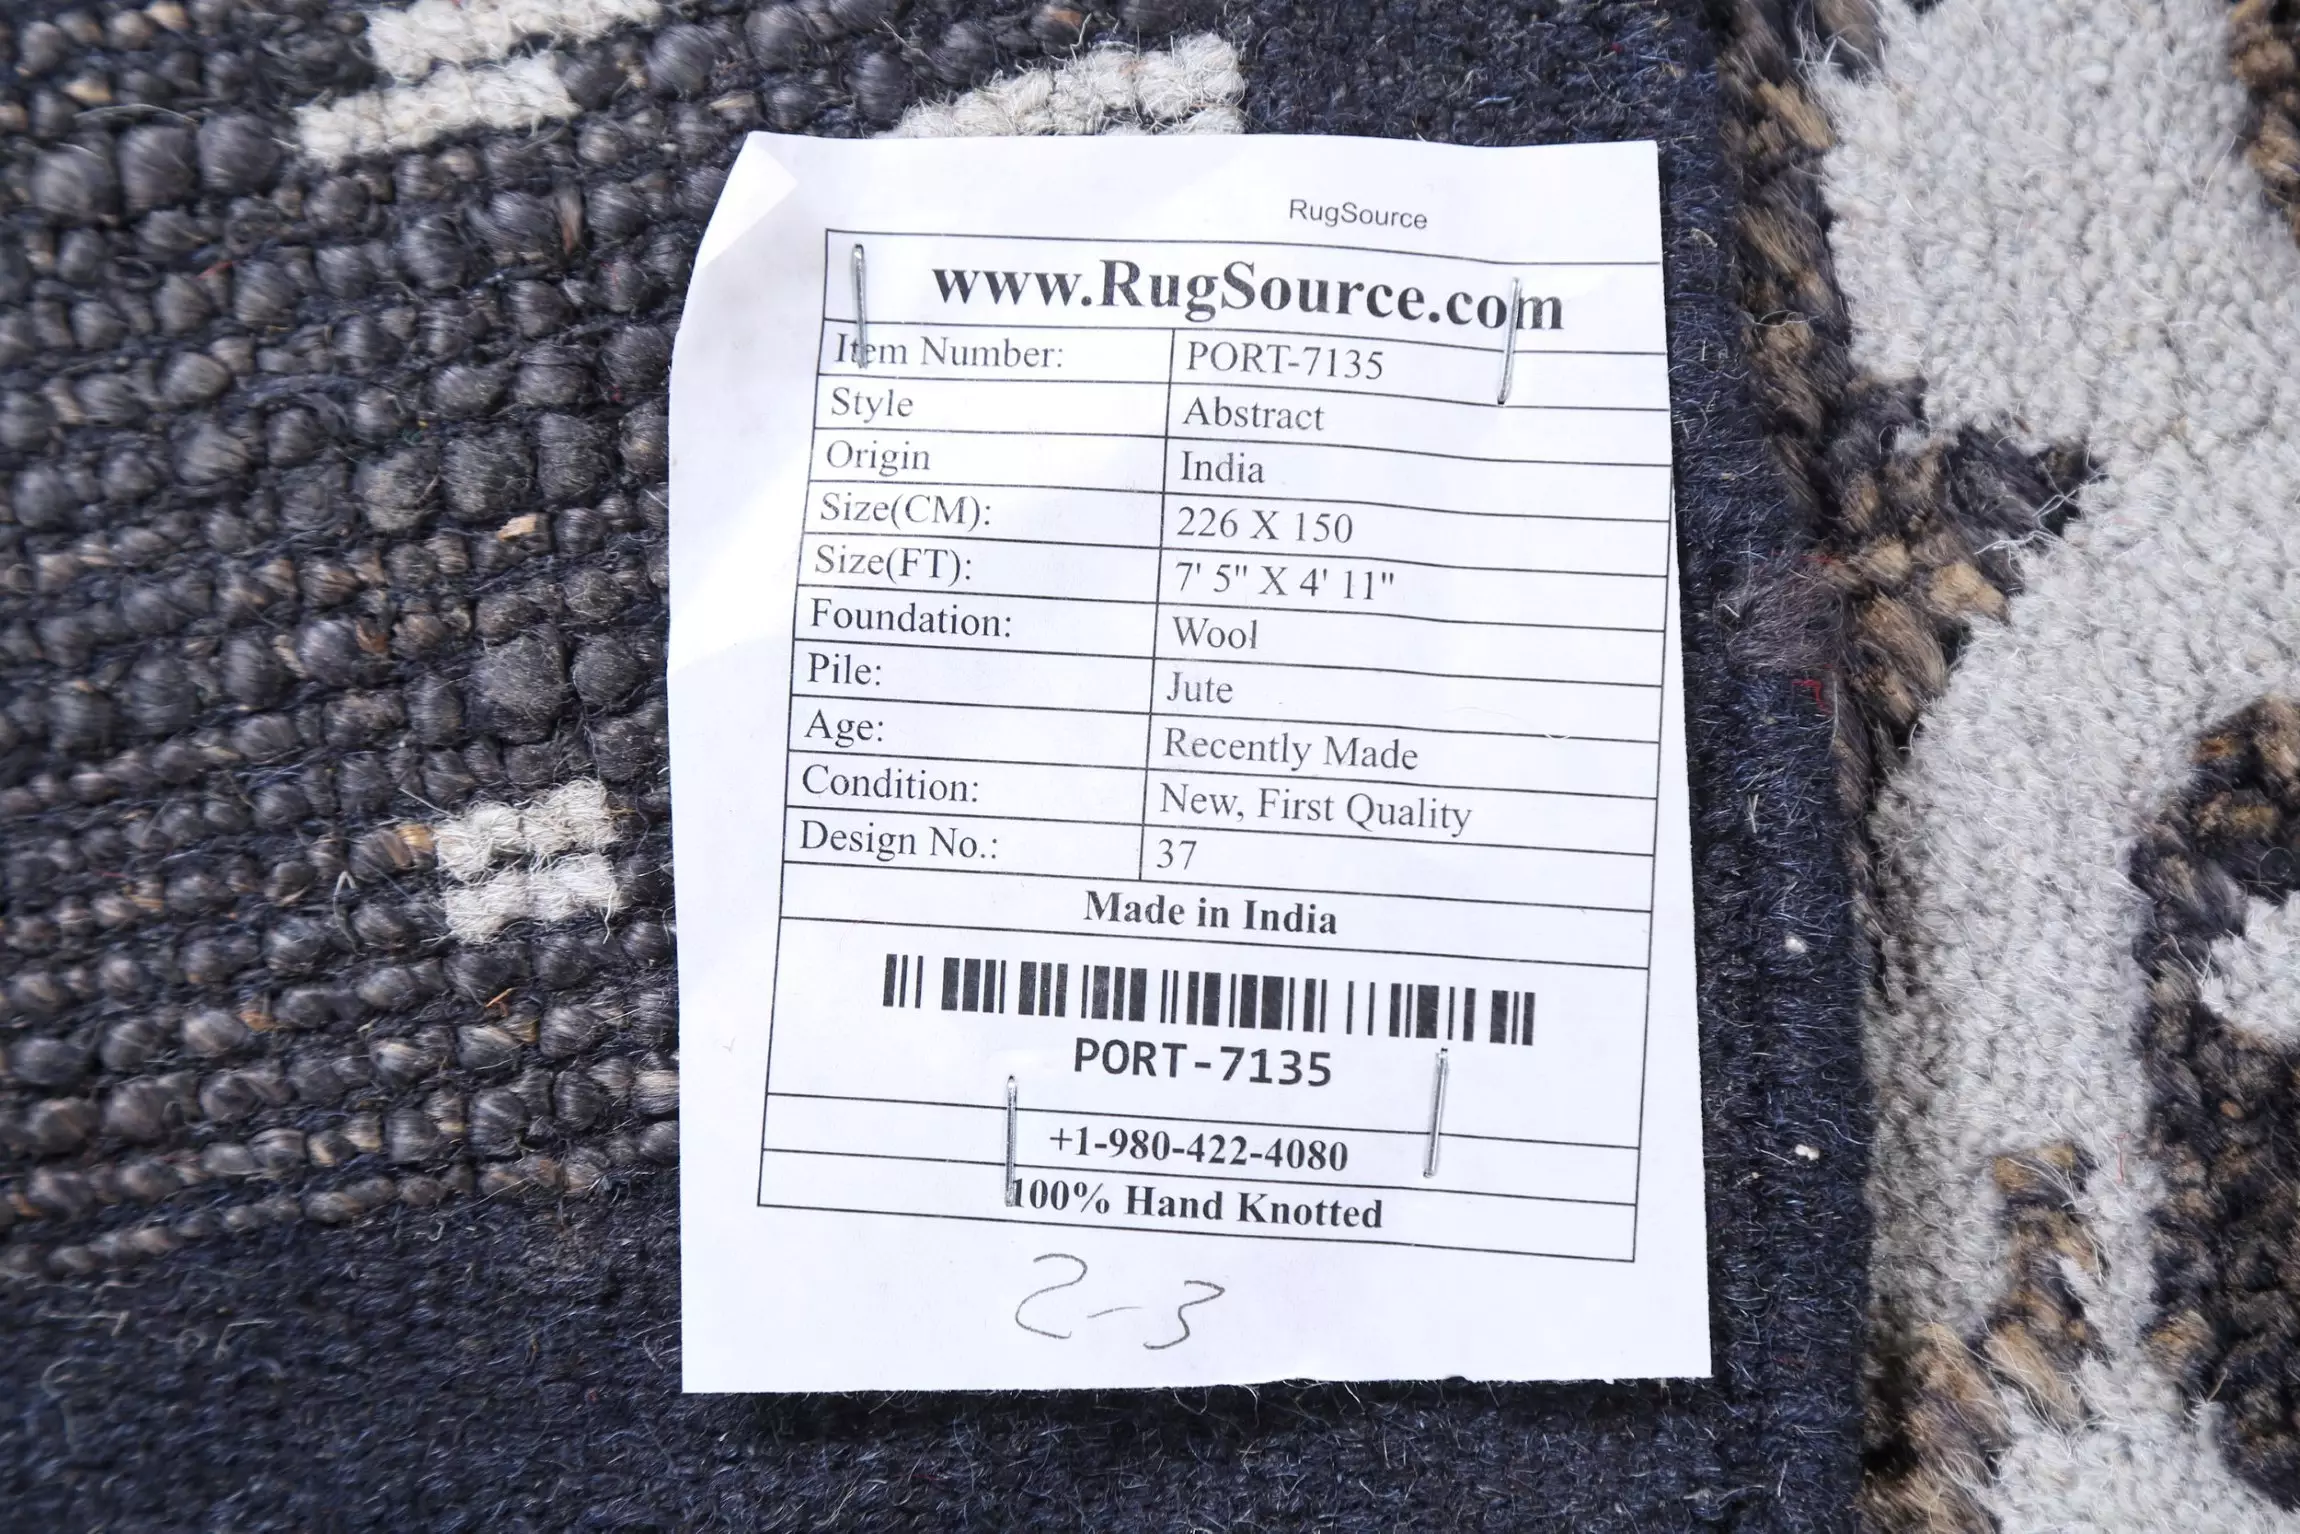 RugSource
www.RugSource.com
Item Number: PORT-7135
Style Abstract
Origin India
Size(CM): 226 X 150
Size(FT): 7' 5" X 4' 11"
Foundation: Wool
Pile: Jute
Age: Recently Made
Condition: New, First Quality
Design No.: 37
Made in India
PORT-7135
+1-980-422-4080
100% Hand Knotted
2-3